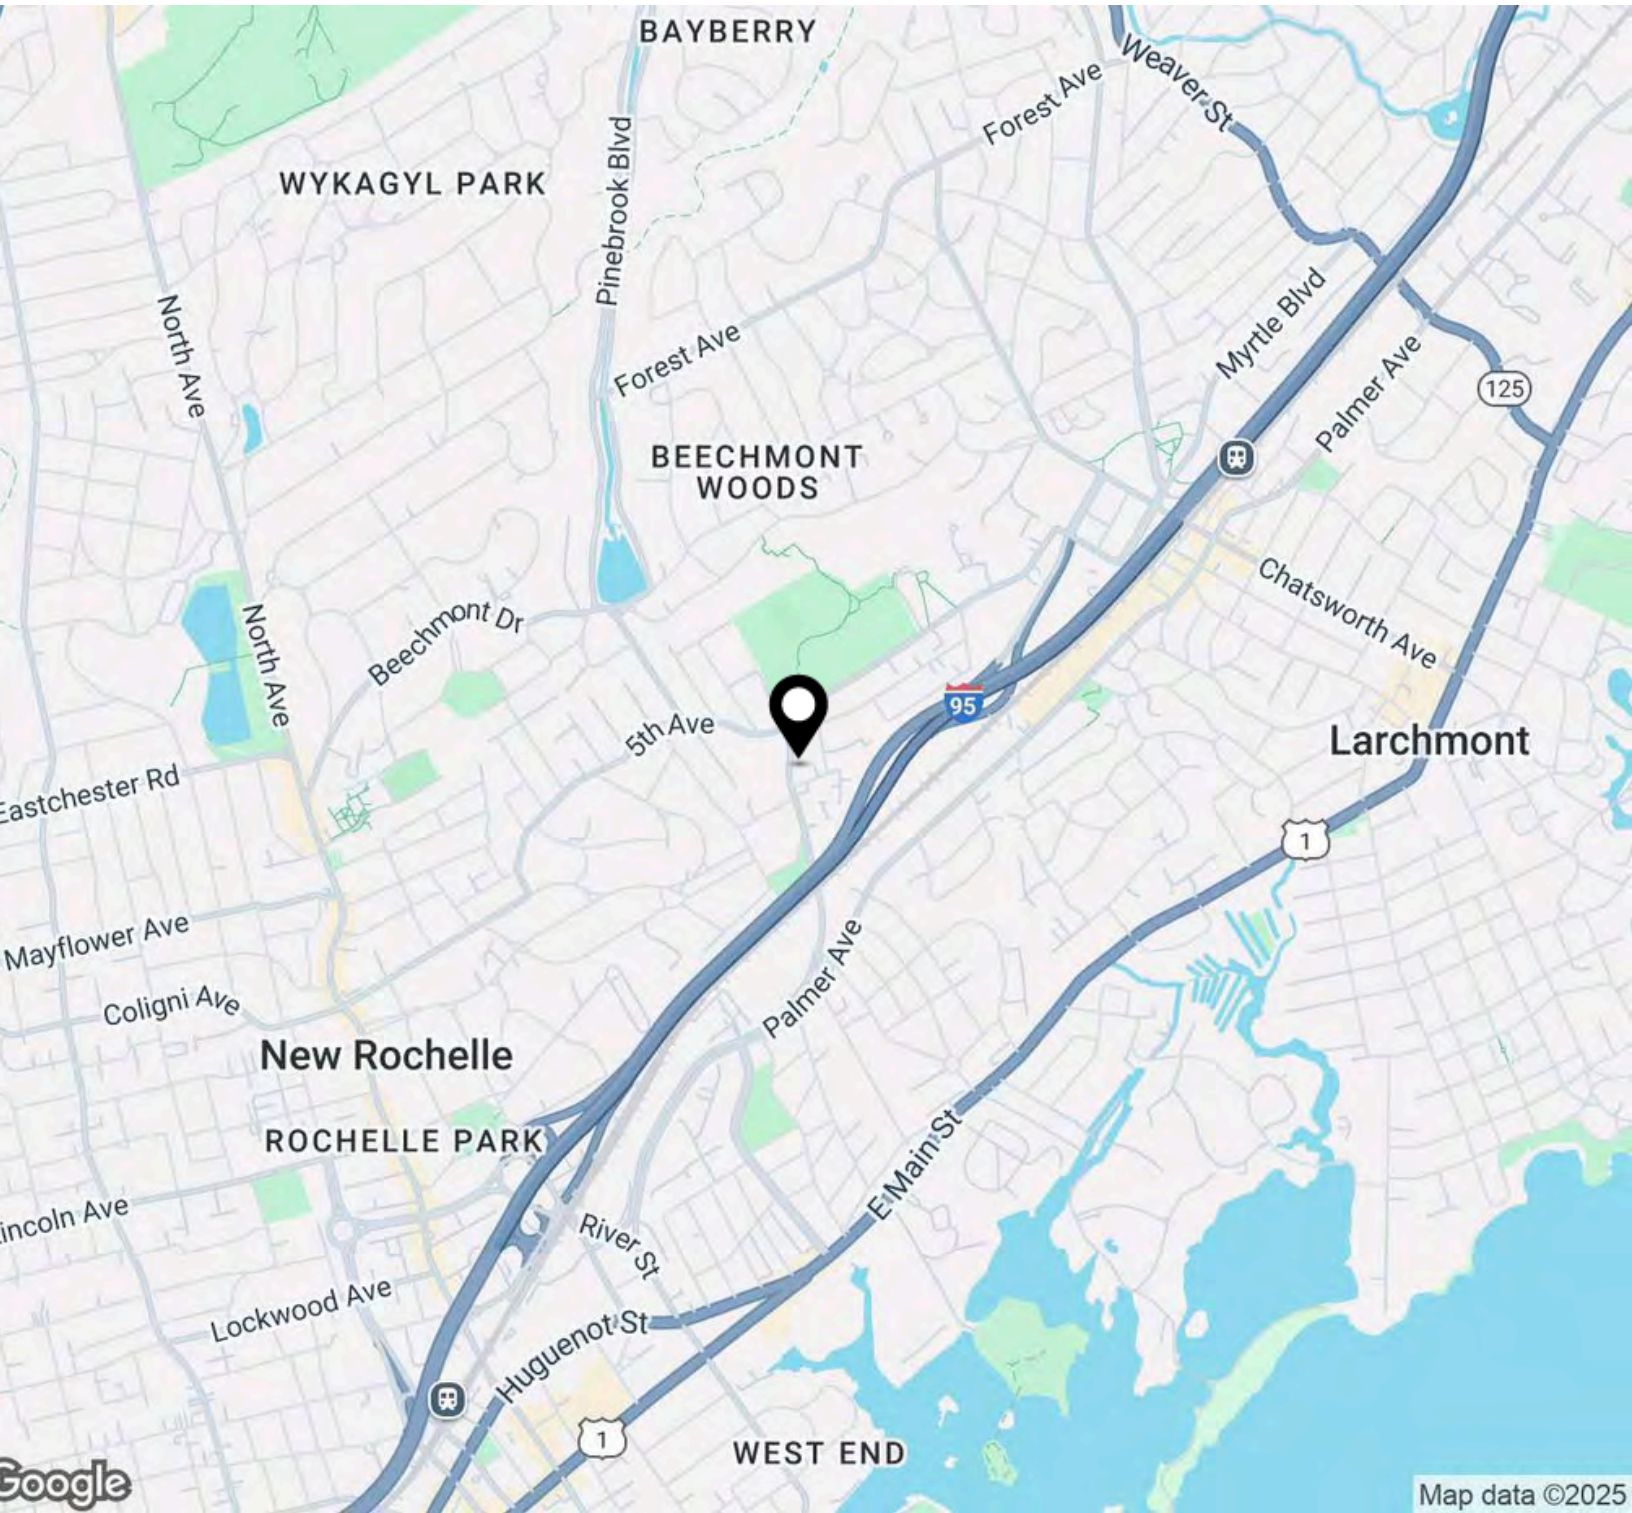 BAYBERRY
Weaver St
Forest Ave
WYKAGYL PARK
Pinebrook Blvd
North Ave
Myrtle Blvd
Forest Ave
Palmer Ave
125
BEECHMONT
WOODS
Chatsworth Ave
Beechmont Dr
North Ave
95
5th Ave
Larchmont
Eastchester Rd
1
Mayflower Ave
Palmer Ave
Coligni Ave
New Rochelle
ROCHELLE PARK
E Main St
incoln Ave
River St
Lockwood Ave
Huguenot St
1
WEST END
Google
Map data ©2025